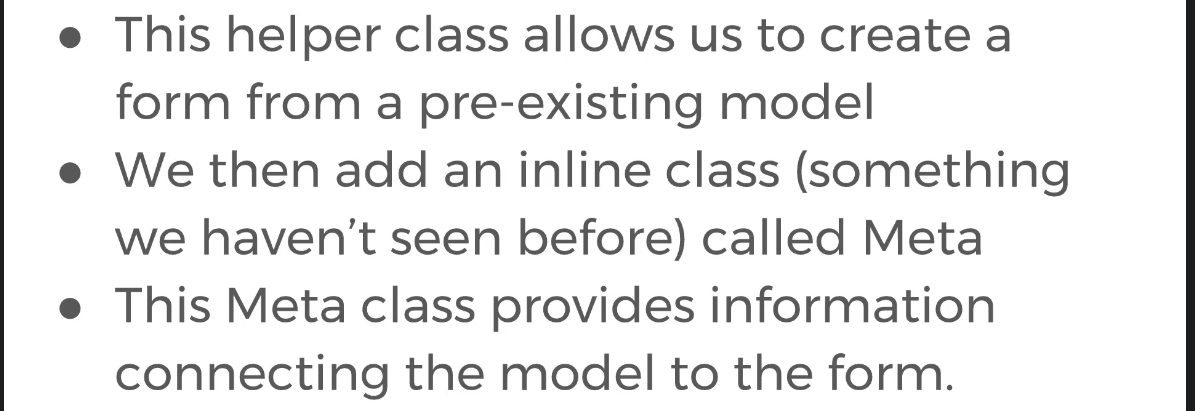 • This helper class allows us to create a
form from a pre-existing model
• We then add an inline class (something
we haven’t seen before) called Meta
• This Meta class provides information
connecting the model to the form.